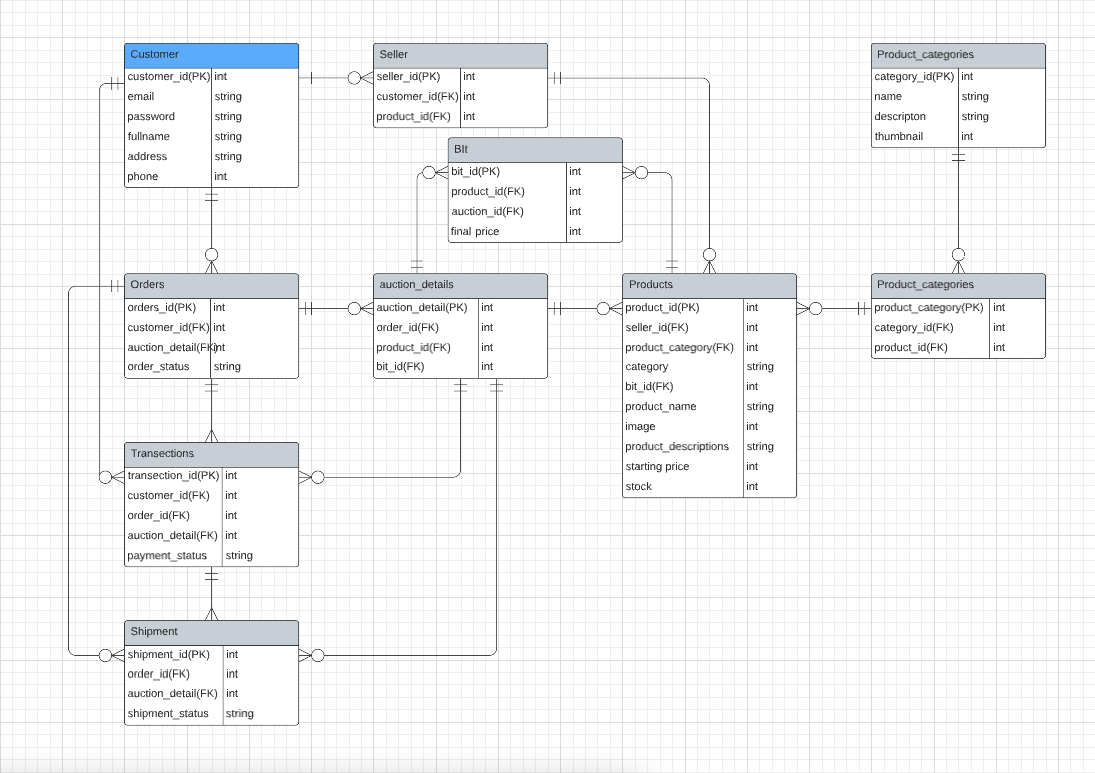 Customer
customer_id(PK) int
email string
password string
fullname string
address string
phone int
Seller
seller_id(PK) int
customer_id(FK) int
product_id(FK) int
Product_categories
category_id(PK) int
name string
descripton string
thumbnail int
BIt
bit_id(PK) int
product_id(FK) int
auction_id(FK) int
final price int
Orders
orders_id(PK) int
customer_id(FK) int
auction_detail(FK) int
order_status string
auction_details
auction_detail(PK) int
order_id(FK) int
product_id(FK) int
bit_id(FK) int
Products
product_id(PK) int
seller_id(FK) int
product_category(FK) int
category string
bit_id(FK) int
product_name string
image int
product_descriptions string
starting price int
stock int
Product_categories
product_category(PK) int
category_id(FK) int
product_id(FK) int
Transections
transection_id(PK) int
customer_id(FK) int
order_id(FK) int
auction_detail(FK) int
payment_status string
Shipment
shipment_id(PK) int
order_id(FK) int
auction_detail(FK) int
shipment_status string